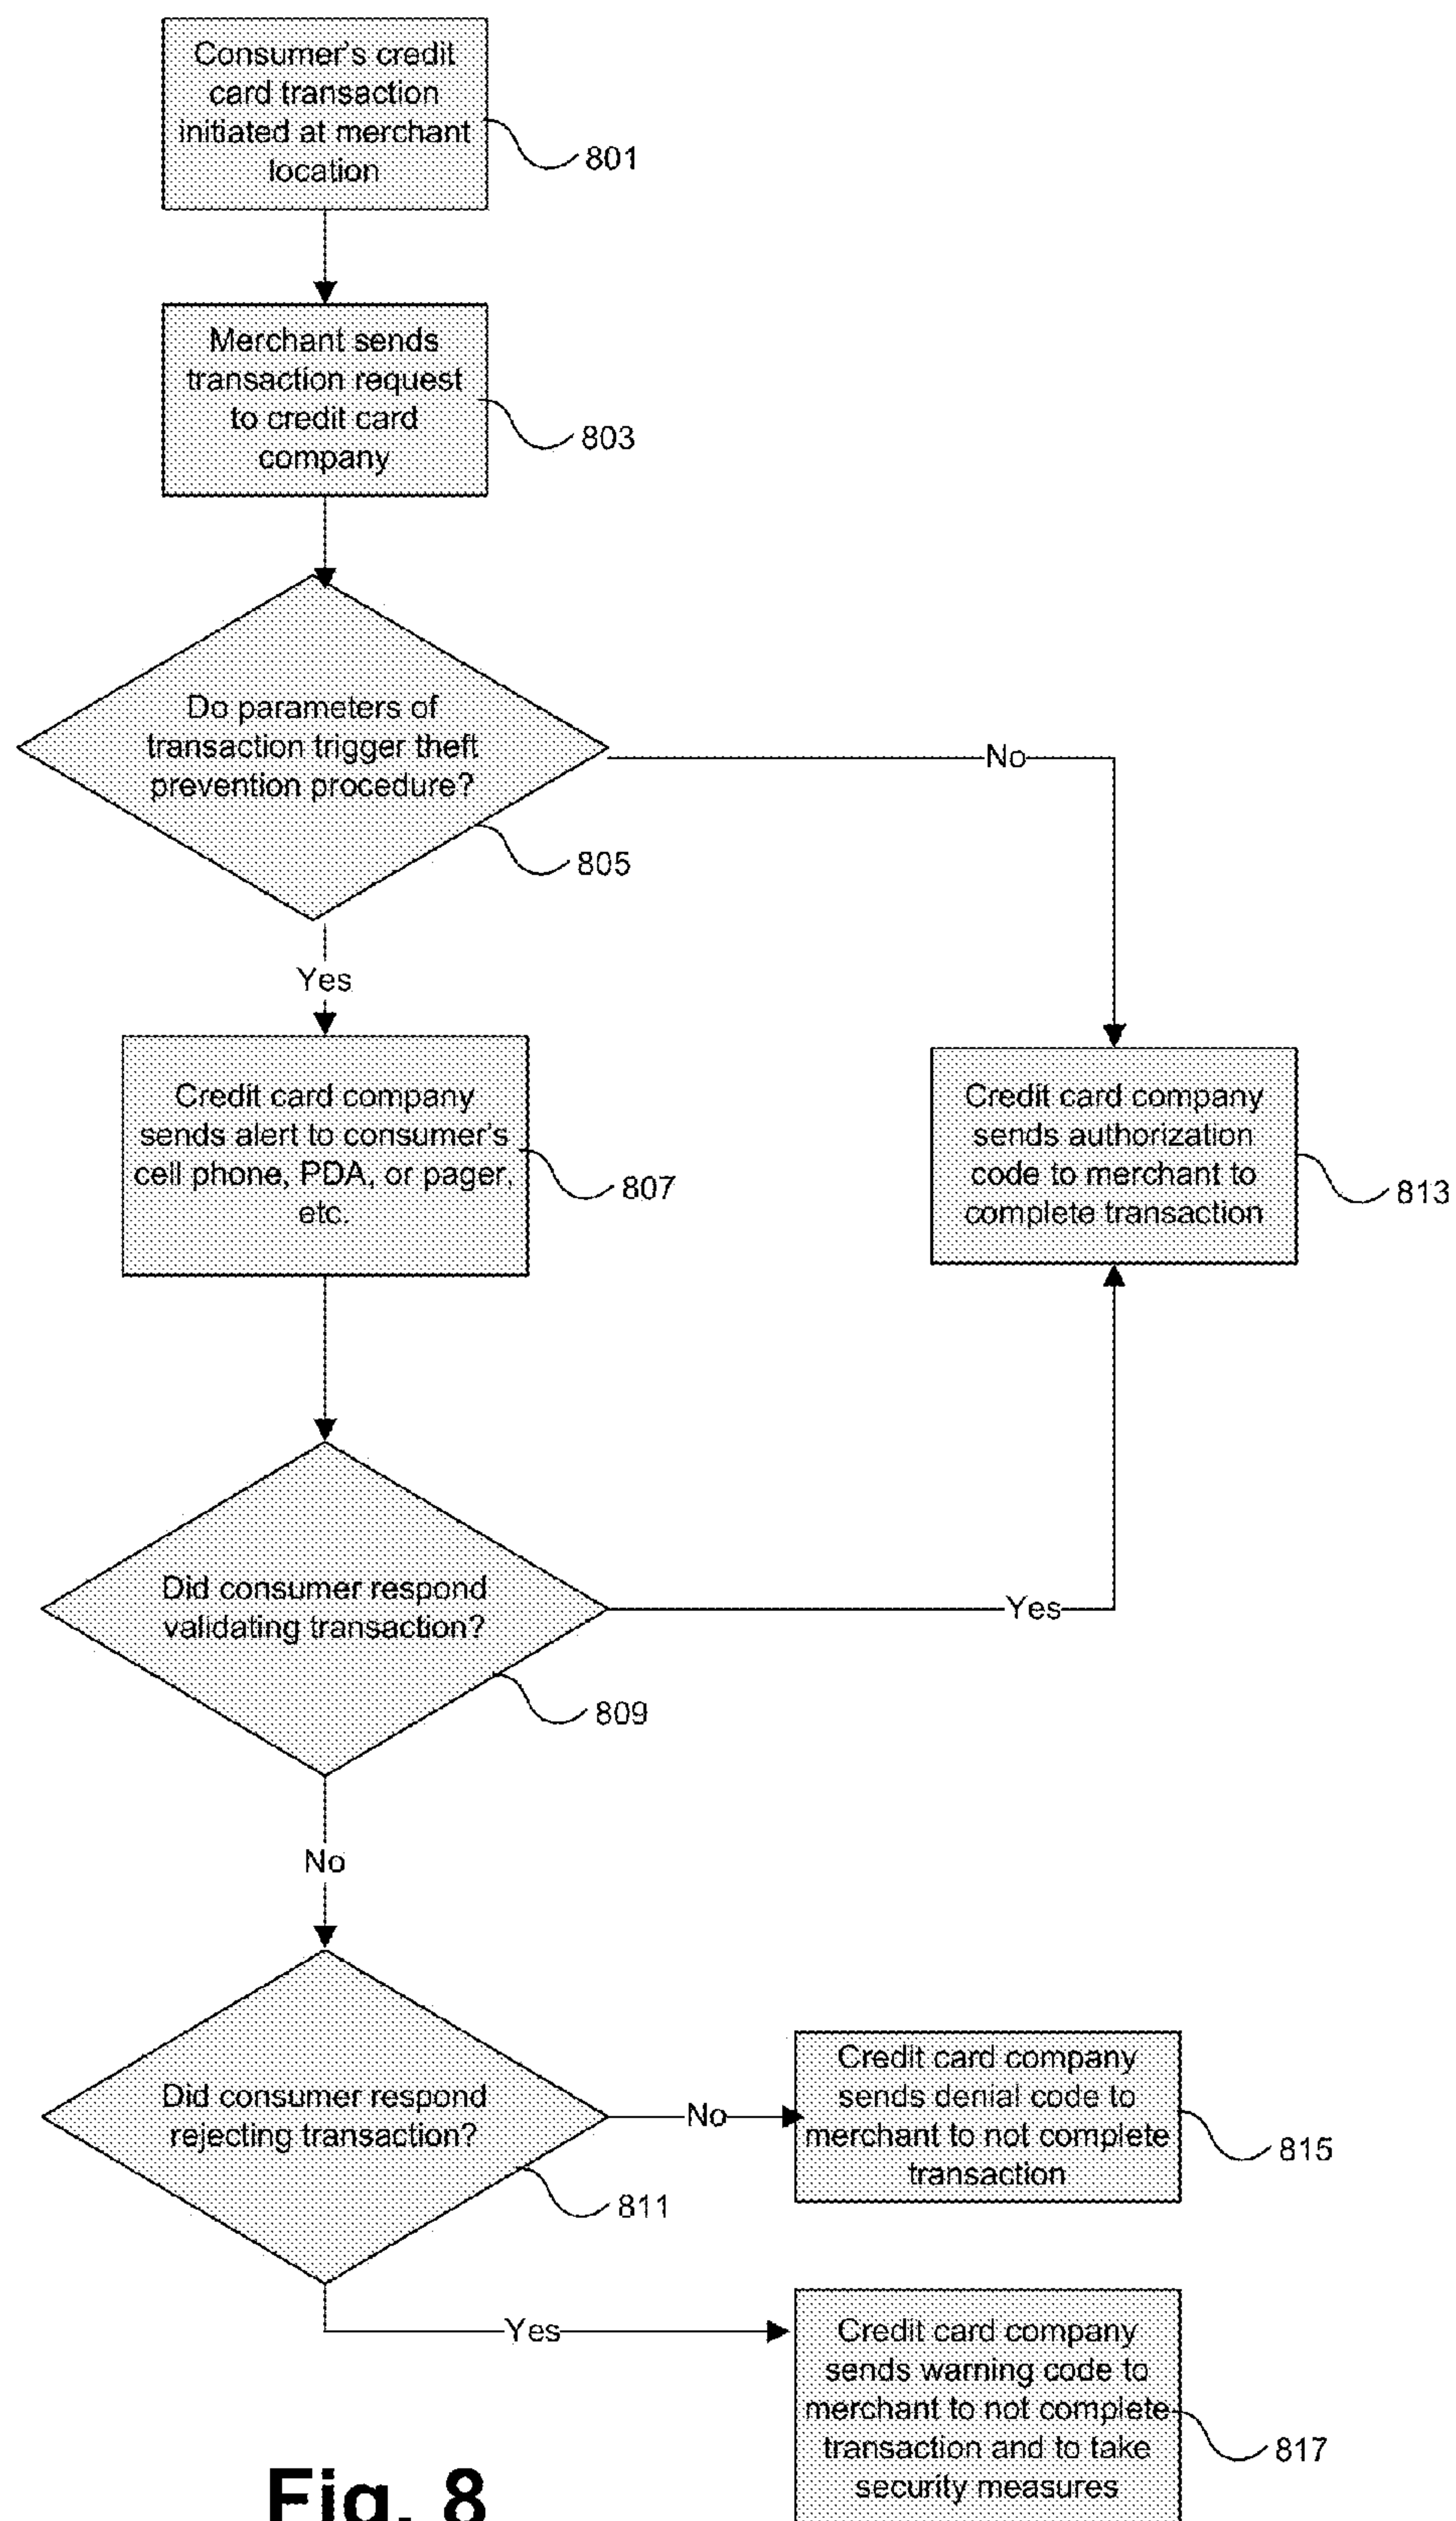 Consumer's credit
card transaction
initiated at merchant
location
801
Merchant sends
transaction request
to credit card
company
803
Do parameters of
transaction trigger theft
prevention procedure?
805
No
Yes
Credit card company
sends alert to consumer's
cell phone, PDA, or pager,
etc.
807
Credit card company
sends authorization
code to merchant to
complete transaction
813
Did consumer respond
validating transaction?
809
Yes
No
Did consumer respond
rejecting transaction?
811
No
Credit card company
sends denial code to
merchant to not complete
transaction
815
Yes
Credit card company
sends warning code to
merchant to not complete
transaction and to take
security measures
817
Fig. 8